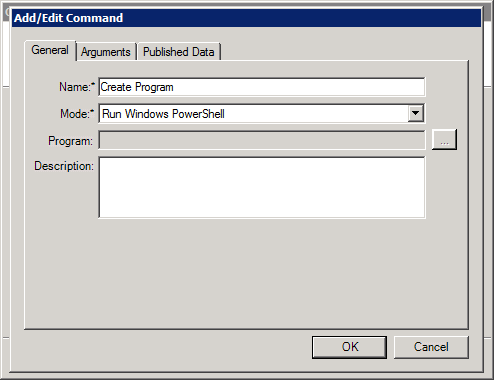 Add/Edit Command
General Arguments Published Data
Name:* Create Program
Mode:* Run Windows PowerShell
Program: ...
Description:
OK Cancel